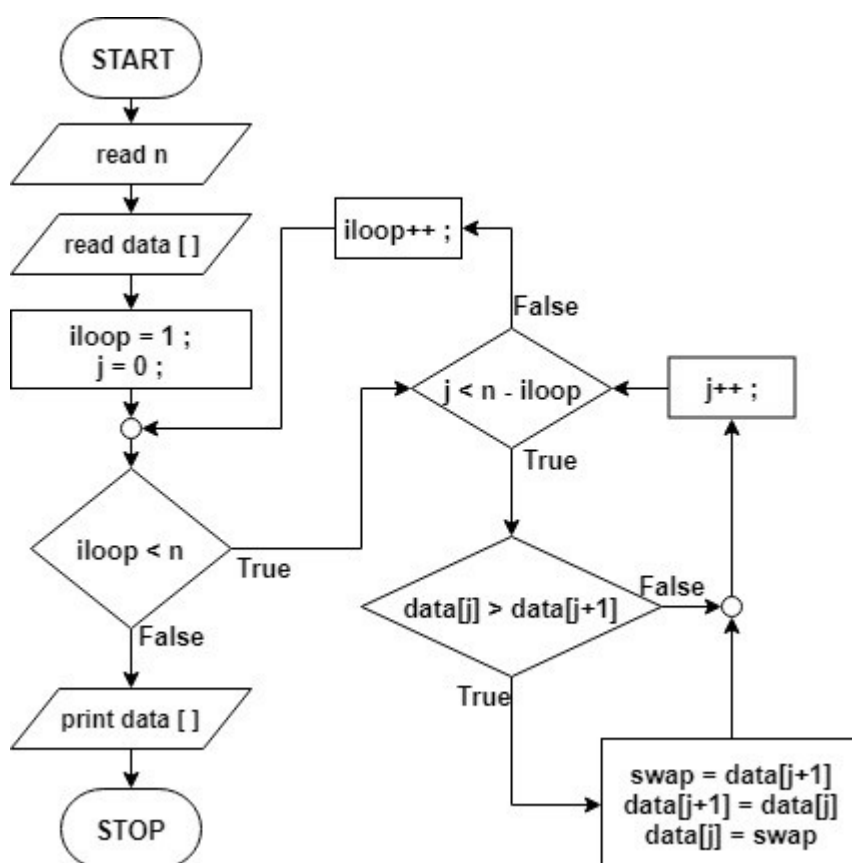 START
read n
read data [ ]
iloop = 1 ;
j = 0 ;
iloop < n
True
False
print data [ ]
STOP
iloop++ ;
False
j < n - iloop
j++ ;
True
data[j] > data[j+1]
False
True
swap = data[j+1]
data[j+1] = data[j]
data[j] = swap